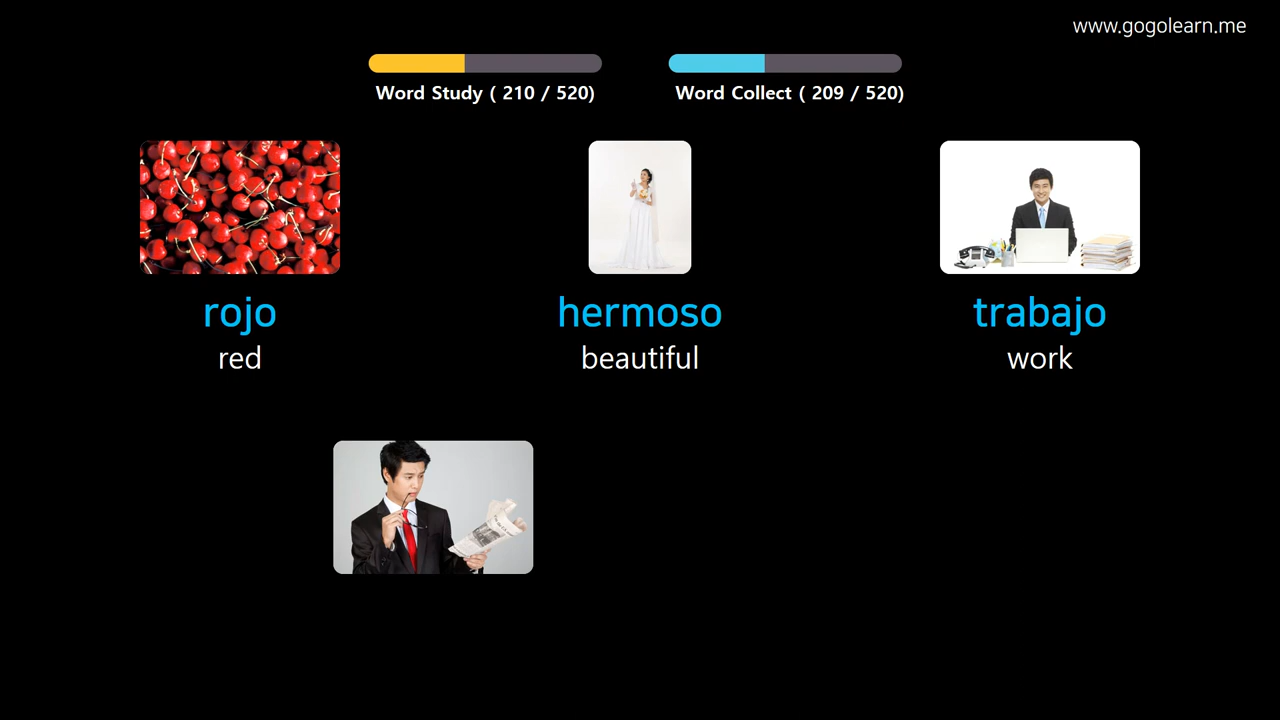 www.gogolearn.me
Word Study ( 210 / 520)
Word Collect ( 209 / 520)
rojo
red
hermoso
beautiful
trabajo
work